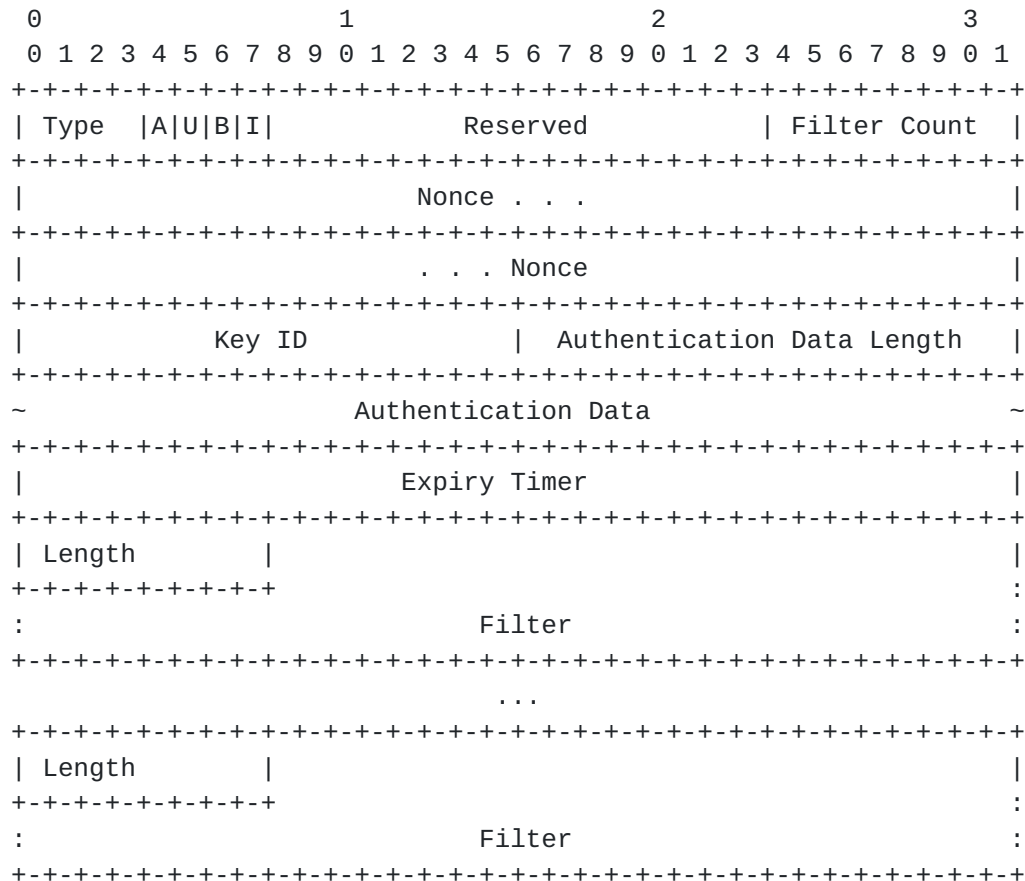 0                   1                   2                   3
 0 1 2 3 4 5 6 7 8 9 0 1 2 3 4 5 6 7 8 9 0 1 2 3 4 5 6 7 8 9 0 1
+-+-+-+-+-+-+-+-+-+-+-+-+-+-+-+-+-+-+-+-+-+-+-+-+-+-+-+-+-+-+-+-+
| Type  |A|U|B|I|            Reserved           | Filter Count  |
+-+-+-+-+-+-+-+-+-+-+-+-+-+-+-+-+-+-+-+-+-+-+-+-+-+-+-+-+-+-+-+-+
|                         Nonce . . .                           |
+-+-+-+-+-+-+-+-+-+-+-+-+-+-+-+-+-+-+-+-+-+-+-+-+-+-+-+-+-+-+-+-+
|                         . . . Nonce                           |
+-+-+-+-+-+-+-+-+-+-+-+-+-+-+-+-+-+-+-+-+-+-+-+-+-+-+-+-+-+-+-+-+
|            Key ID             |  Authentication Data Length   |
+-+-+-+-+-+-+-+-+-+-+-+-+-+-+-+-+-+-+-+-+-+-+-+-+-+-+-+-+-+-+-+-+
~                     Authentication Data                       ~
+-+-+-+-+-+-+-+-+-+-+-+-+-+-+-+-+-+-+-+-+-+-+-+-+-+-+-+-+-+-+-+-+
|                        Expiry Timer                           |
+-+-+-+-+-+-+-+-+-+-+-+-+-+-+-+-+-+-+-+-+-+-+-+-+-+-+-+-+-+-+-+-+
| Length        |                                               |
+-+-+-+-+-+-+-+-+                                               :
:                             Filter                            :
+-+-+-+-+-+-+-+-+-+-+-+-+-+-+-+-+-+-+-+-+-+-+-+-+-+-+-+-+-+-+-+-+
                               ...
+-+-+-+-+-+-+-+-+-+-+-+-+-+-+-+-+-+-+-+-+-+-+-+-+-+-+-+-+-+-+-+-+
| Length        |                                               |
+-+-+-+-+-+-+-+-+                                               :
:                             Filter                            :
+-+-+-+-+-+-+-+-+-+-+-+-+-+-+-+-+-+-+-+-+-+-+-+-+-+-+-+-+-+-+-+-+